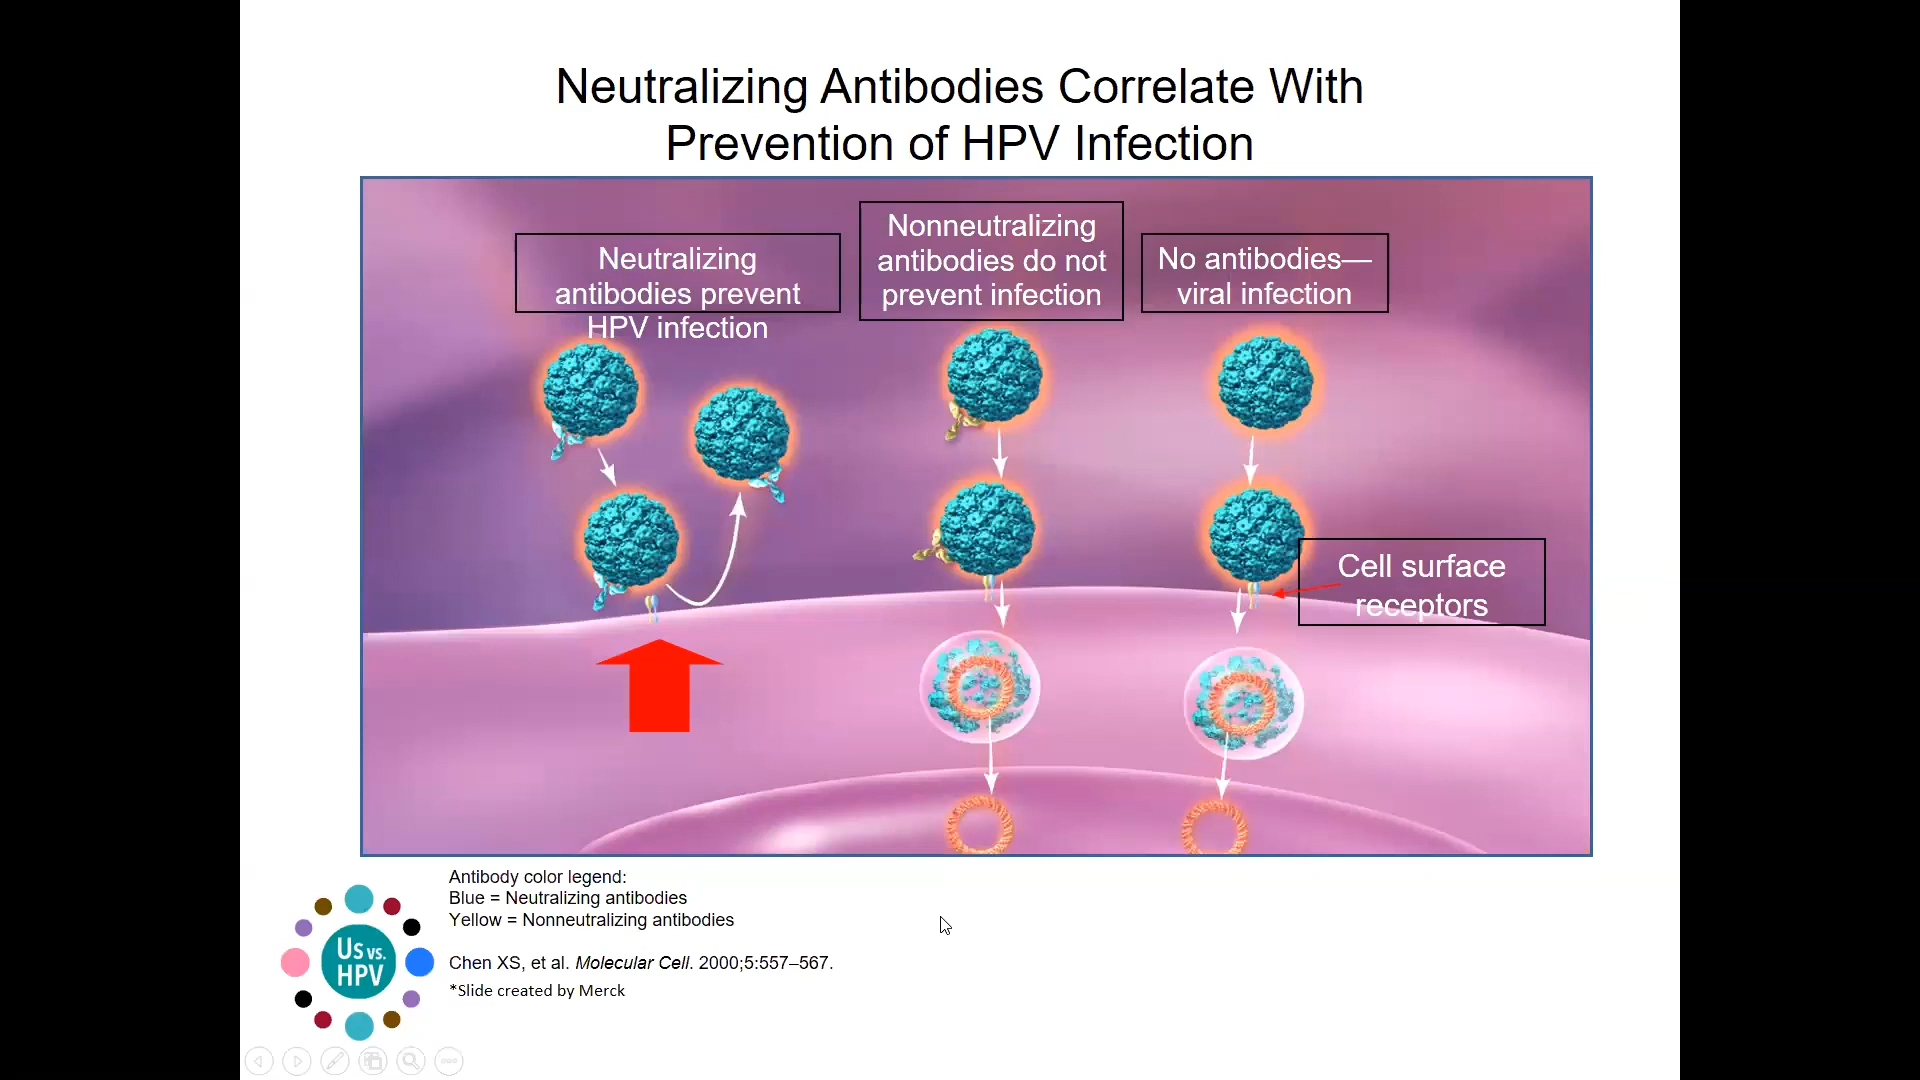 Neutralizing Antibodies Correlate With
Prevention of HPV Infection
Neutralizing
antibodies prevent
HPV infection
Nonneutralizing
antibodies do not
prevent infection
No antibodies—
viral infection
Cell surface
receptors
Antibody color legend:
Blue = Neutralizing antibodies
Yellow = Nonneutralizing antibodies
Chen XS, et al. Molecular Cell. 2000;5:557–567.
*Slide created by Merck
Us vs.
HPV